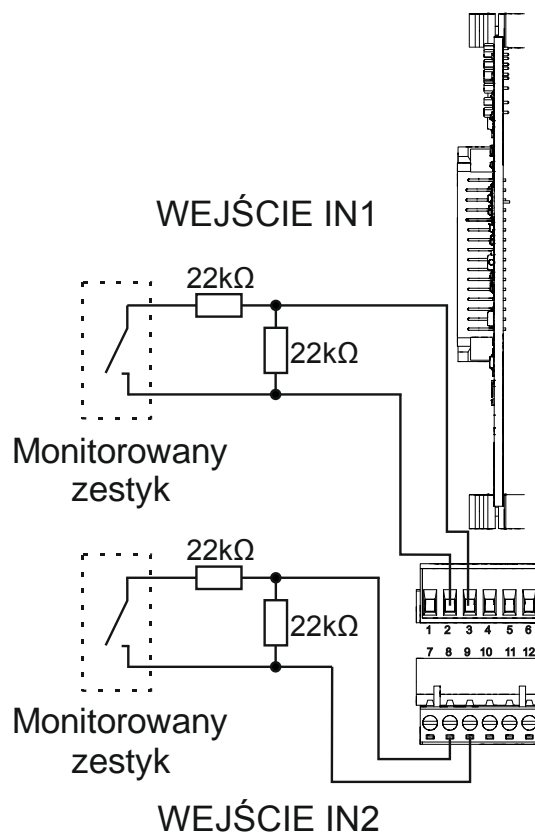 WEJŚCIE IN1
22kΩ
22kΩ
Monitorowany
zestyk
22kΩ
22kΩ
Monitorowany
zestyk
1 2 3 4 5 6
7 8 9 10 11 12
WEJŚCIE IN2